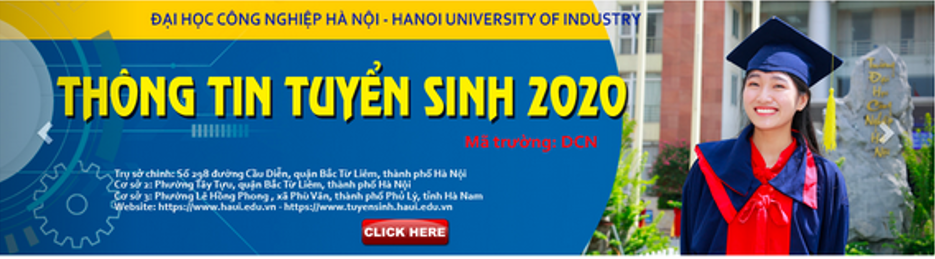 ĐẠI HỌC CÔNG NGHIỆP HÀ NỘI - HANOI UNIVERSITY OF INDUSTRY
THÔNG TIN TUYỂN SINH 2020
Mã trường: DCN
Trụ sở chính: Số 298 đường Cầu Diễn, quận Bắc Từ Liêm, thành phố Hà Nội
Cơ sở 2: Phường Tây Tựu, quận Bắc Từ Liêm, thành phố Hà Nội
Cơ sở 3: Phường Lê Hồng Phong , xã Phù Vân, thành phố Phủ Lý, tỉnh Hà Nam
Website: https://www.haui.edu.vn - https://www.tuyensinh.haui.edu.vn
CLICK HERE